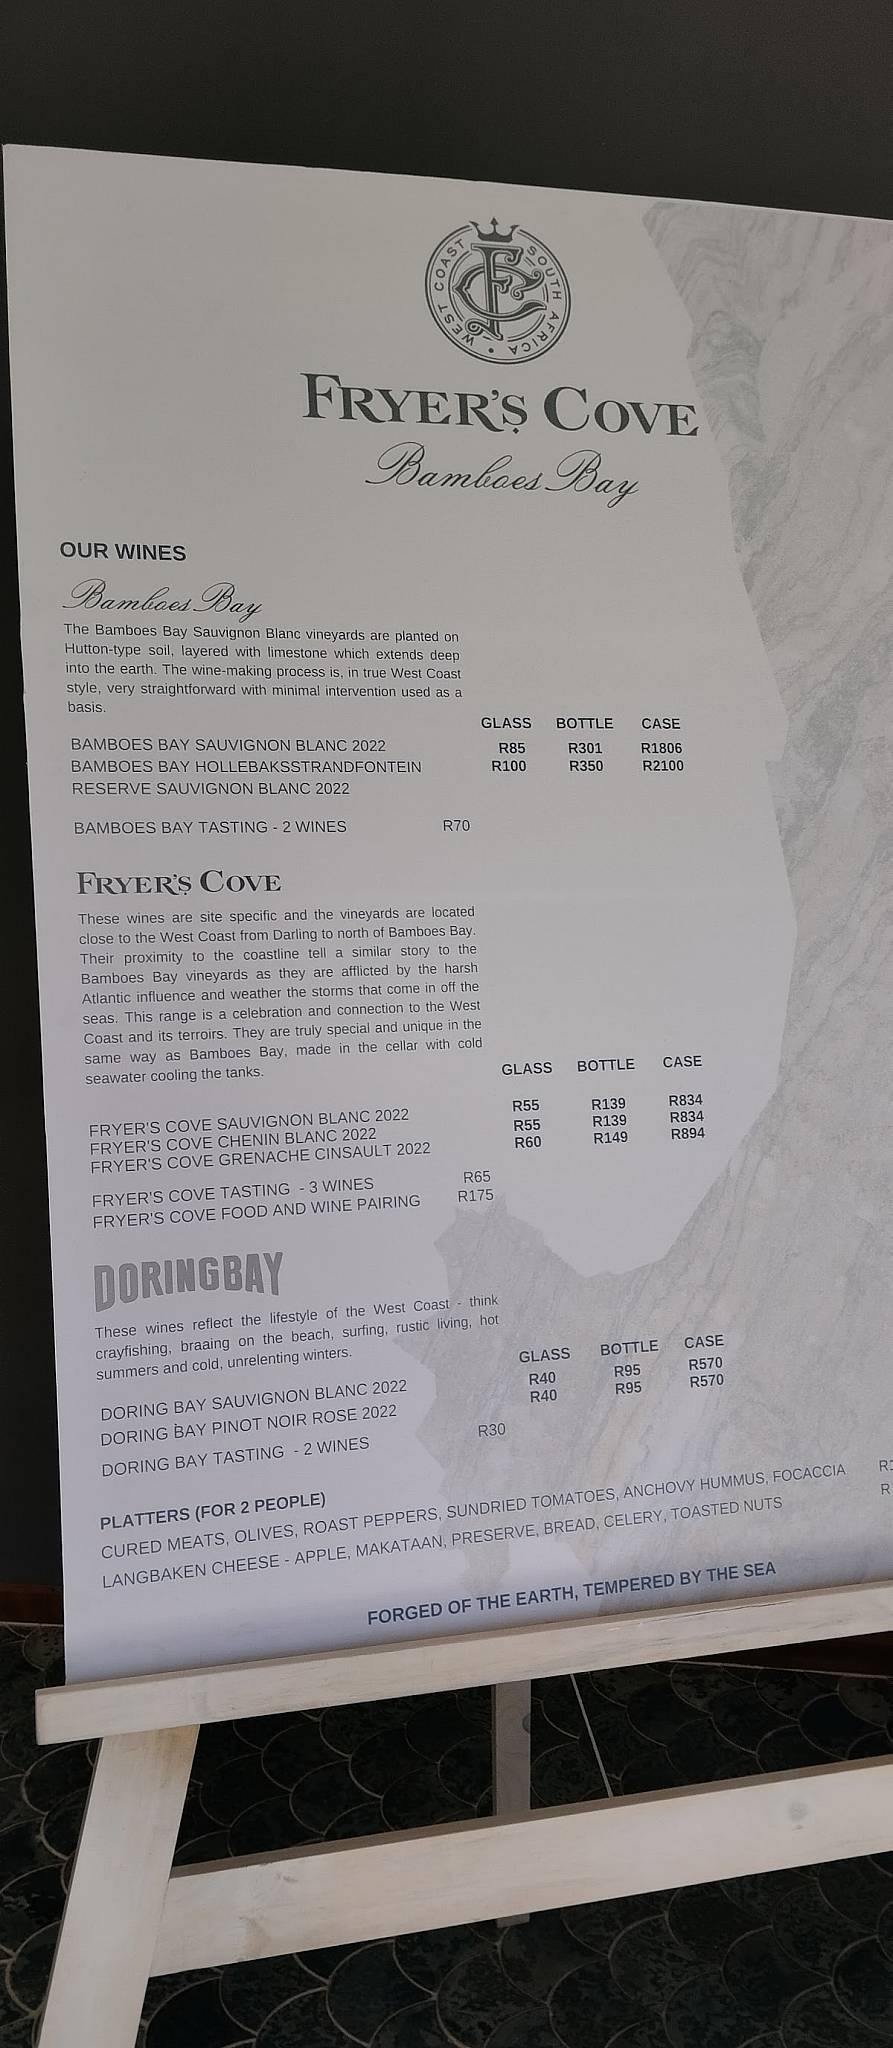 WEST COAST • SOUTH AFRICA
FRYER'S COVE
Bamboes Bay
OUR WINES
Bamboes Bay
The Bamboes Bay Sauvignon Blanc vineyards are planted on
Hutton-type soil, layered with limestone which extends deep
into the earth. The wine-making process is, in true West Coast
style, very straightforward with minimal intervention used as a
basis.
GLASS BOTTLE CASE
BAMBOES BAY SAUVIGNON BLANC 2022 R85 R301 R1806
BAMBOES BAY HOLLEBAKSSTRANDFONTEIN R100 R350 R2100
RESERVE SAUVIGNON BLANC 2022
BAMBOES BAY TASTING - 2 WINES R70
FRYER'S COVE
These wines are site specific and the vineyards are located
close to the West Coast from Darling to north of Bamboes Bay.
Their proximity to the coastline tell a similar story to the
Bamboes Bay vineyards as they are afflicted by the harsh
Atlantic influence and weather the storms that come in off the
seas. This range is a celebration and connection to the West
Coast and its terroirs. They are truly special and unique in the
same way as Bamboes Bay, made in the cellar with cold
seawater cooling the tanks.
GLASS BOTTLE CASE
FRYER'S COVE SAUVIGNON BLANC 2022 R55 R139 R834
FRYER'S COVE CHENIN BLANC 2022 R55 R139 R834
FRYER'S COVE GRENACHE CINSAULT 2022 R60 R149 R894
FRYER'S COVE TASTING - 3 WINES R65
FRYER'S COVE FOOD AND WINE PAIRING R175
DORINGBAY
These wines reflect the lifestyle of the West Coast - think
crayfishing, braaing on the beach, surfing, rustic living, hot
summers and cold, unrelenting winters.
GLASS BOTTLE CASE
DORING BAY SAUVIGNON BLANC 2022 R40 R95 R570
DORING BAY PINOT NOIR ROSE 2022 R40 R95 R570
DORING BAY TASTING - 2 WINES R30
PLATTERS (FOR 2 PEOPLE)
CURED MEATS, OLIVES, ROAST PEPPERS, SUNDRIED TOMATOES, ANCHOVY HUMMUS, FOCACCIA
LANGBAKEN CHEESE - APPLE, MAKATAAN, PRESERVE, BREAD, CELERY, TOASTED NUTS
FORGED OF THE EARTH, TEMPERED BY THE SEA